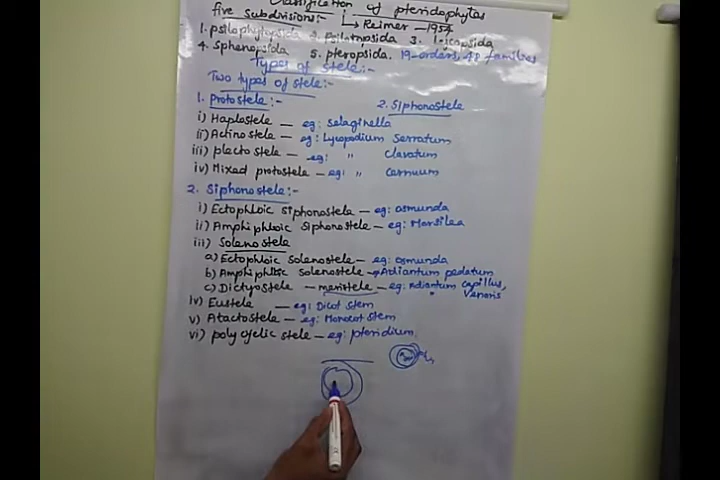 Classification of pteridophytas
five subdivisions:- ↳ Reimer - 1954
1. psilophytopsida 2. Psilotopsida 3. Licopsida
4. Sphenopsida 5. pteropsida. 19-orders, 48 families
Types of stele:-
Two types of stele:-
1. Protostele:- 2. Siphonostele
i) Haplostele - eg: Selaginella
ii) Actinostele - eg: Lycopodium Serratum
iii) plectostele - eg: " Clavatum
iv) Mixed protostele - eg: " Cernuum
2. Siphonostele:-
i) Ectophloic siphonostele - eg: osmunda
ii) Amphiphloic Siphonostele - eg: Marsilea
iii) Solenostele
a) Ectophloic Solenostele - eg: osmunda
b) Amphiphloic Solenostele - eg Adiantum pedatum
c) Dictyostele - meristele - eg: Adiantum capillus, veneris
iv) Eustele - eg: Dicot stem
v) Atactostele - eg: Monocot stem
vi) polycyclic stele - eg: pteridium